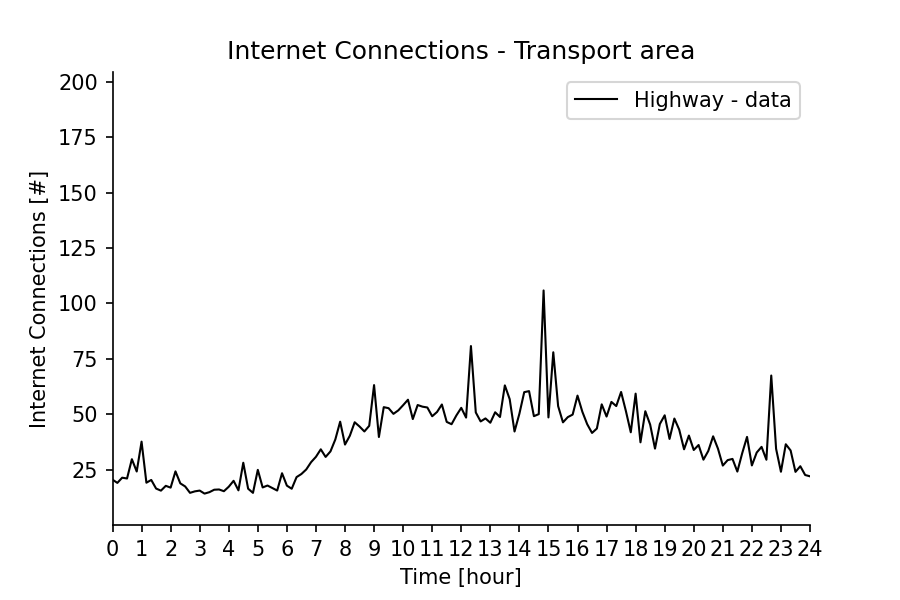 Internet Connections - Transport area
Highway - data
Internet Connections [#]
200
175
150
125
100
75
50
25
0 1 2 3 4 5 6 7 8 9 10 11 12 13 14 15 16 17 18 19 20 21 22 23 24
Time [hour]